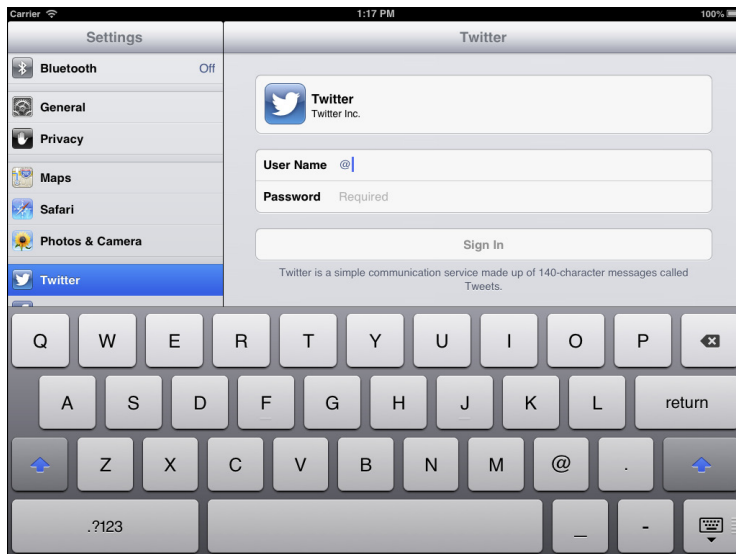 Carrier 1:17 PM 100%
Settings
Twitter
Bluetooth Off
General
Privacy
Maps
Safari
Photos & Camera
Twitter
Twitter
Twitter Inc.
User Name @
Password Required
Sign In
Twitter is a simple communication service made up of 140-character messages called
Tweets.
Q W E R T Y U I O P
A S D F G H J K L return
Z X C V B N M @ .
.?123 _ -